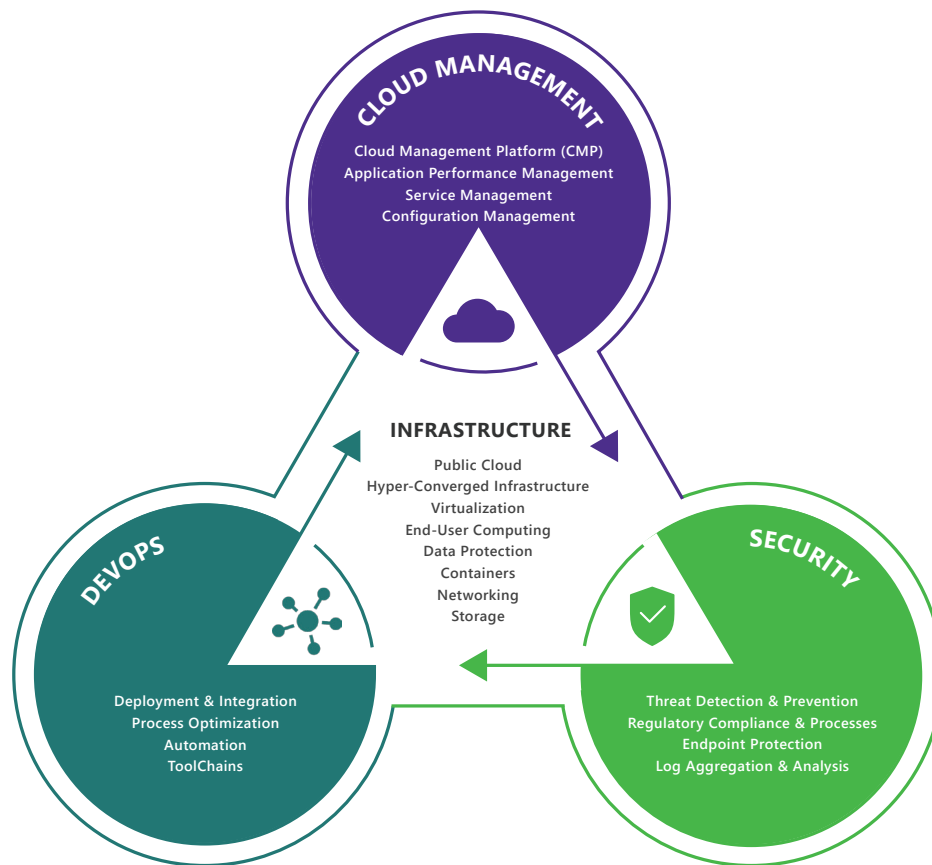 CLOUD MANAGEMENT
Cloud Management Platform (CMP)
Application Performance Management
Service Management
Configuration Management
INFRASTRUCTURE
Public Cloud
Hyper-Converged Infrastructure
Virtualization
End-User Computing
Data Protection
Containers
Networking
Storage
DEVOPS
Deployment & Integration
Process Optimization
Automation
ToolChains
SECURITY
Threat Detection & Prevention
Regulatory Compliance & Processes
Endpoint Protection
Log Aggregation & Analysis